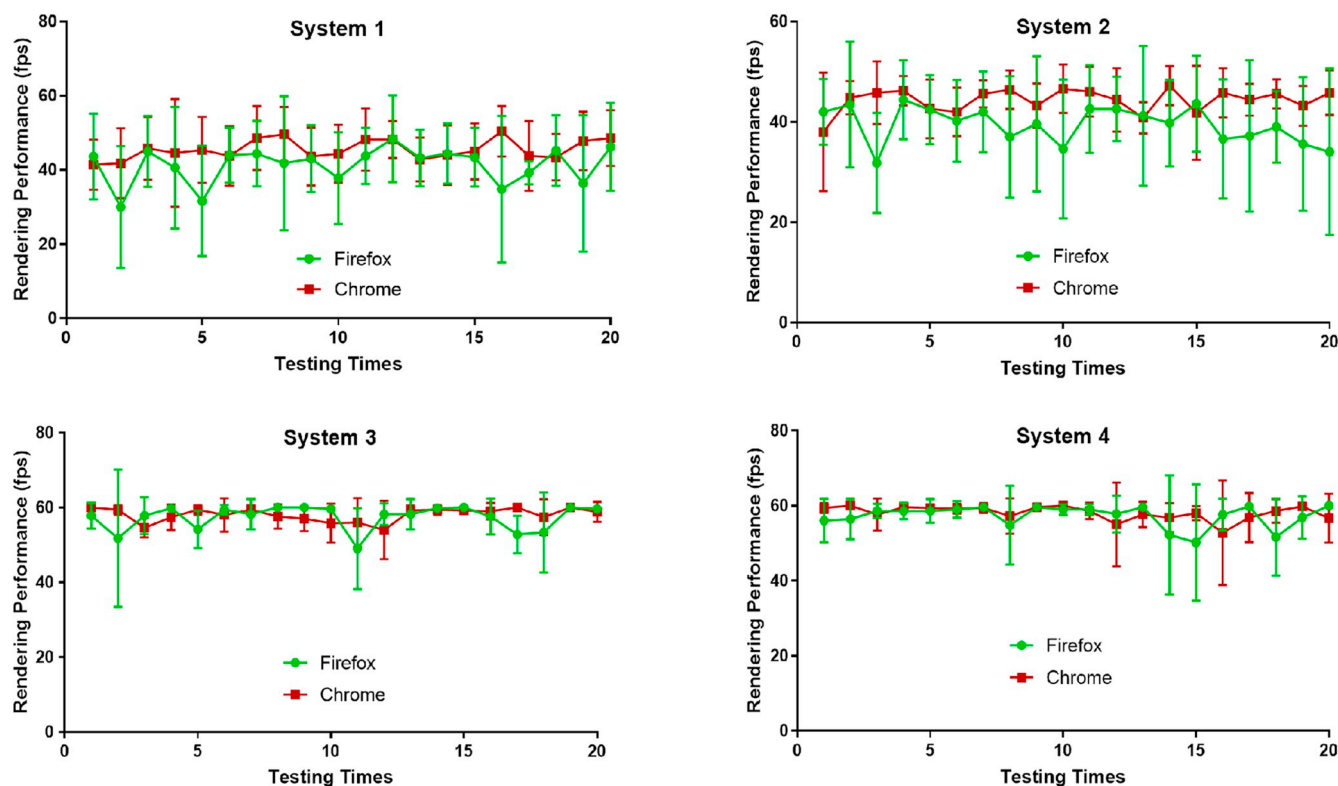 System 1
Rendering Performance (fps)
80
60
40
20
0
Firefox
Chrome
0 5 10 15 20
Testing Times
System 2
Rendering Performance (fps)
60
40
20
0
Firefox
Chrome
0 5 10 15 20
Testing Times
System 3
Rendering Performance (fps)
80
60
40
20
0
Firefox
Chrome
0 5 10 15 20
Testing Times
System 4
Rendering Performance (fps)
80
60
40
20
0
Firefox
Chrome
0 5 10 15 20
Testing Times